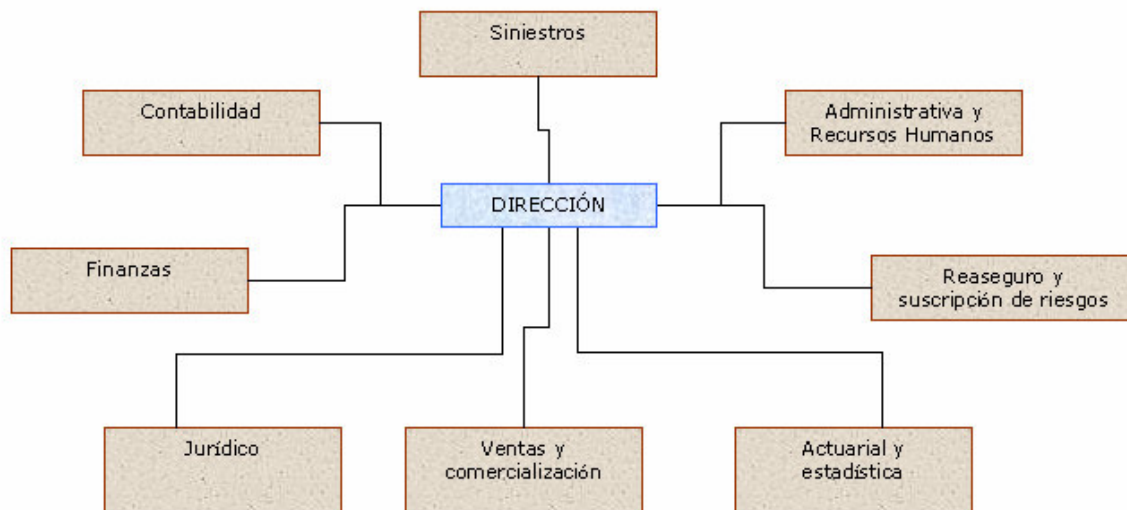 Siniestros
Contabilidad
Administrativa y
Recursos Humanos
DIRECCIÓN
Finanzas
Reaseguro y
suscripción de riesgos
Jurídico
Ventas y
comercialización
Actuarial y
estadística